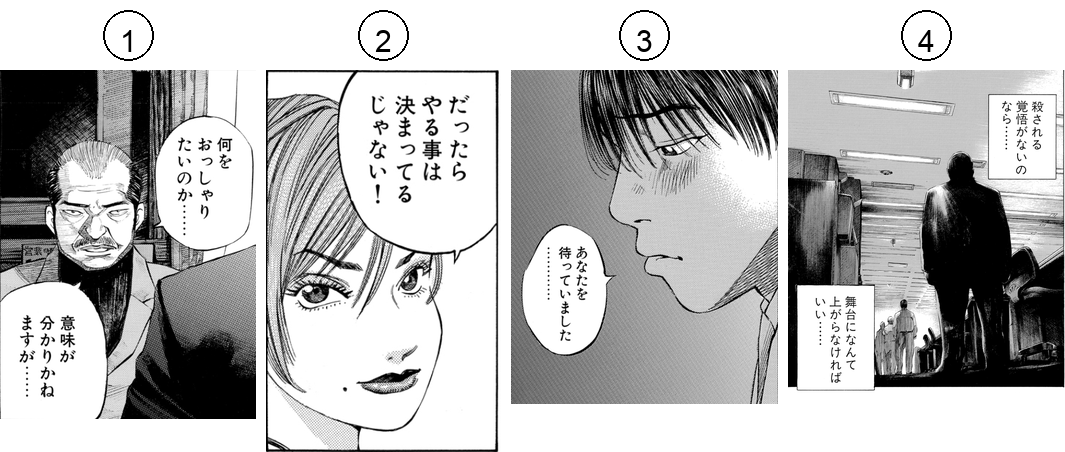 1
何を
おっしゃり
たいのか……
意味が
分かりかね
ますが……
2
だったら
やる事は
決まってる
じゃない！
3
あなたを
待っていました
…………
4
殺される
覚悟がないの
なら……
舞台になんて
上がらなければ
いい……